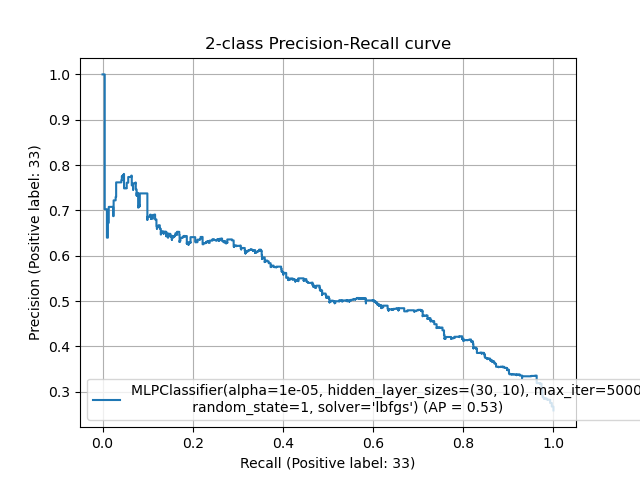 2-class Precision-Recall curve
1.0
0.9
0.8
0.7
0.6
0.5
0.4
0.3
Precision (Positive label: 33)
MLPClassifier(alpha=1e-05, hidden_layer_sizes=(30, 10), max_iter=5000
random_state=1, solver='lbfgs') (AP = 0.53)
0.0 0.2 0.4 0.6 0.8 1.0
Recall (Positive label: 33)